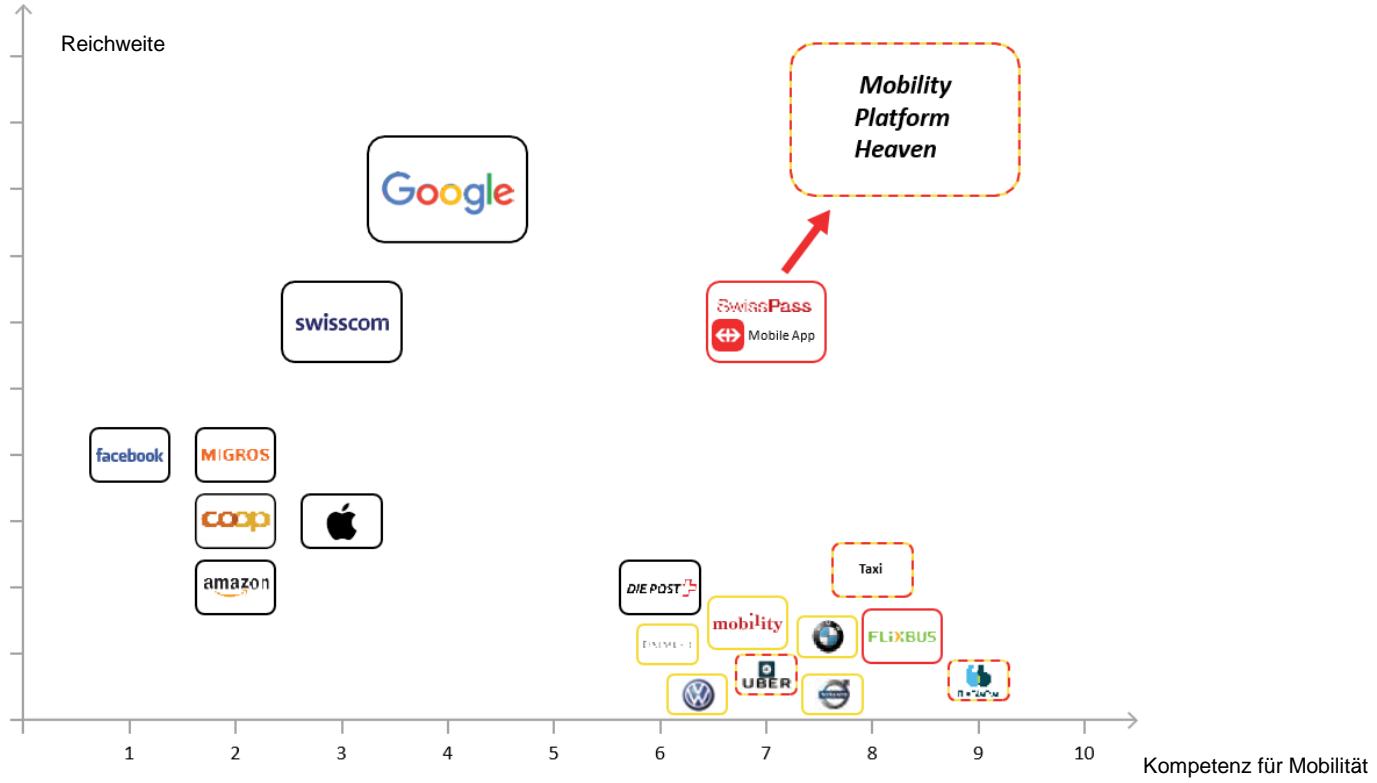 Reichweite
Mobility
Platform
Heaven
Google
swisscom
SwissPass
Mobile App
facebook
MIGROS
coop
amazon
DIE POST
Taxi
mobility
FLiXBUS
UBER
1
2
3
4
5
6
7
8
9
10
Kompetenz für Mobilität